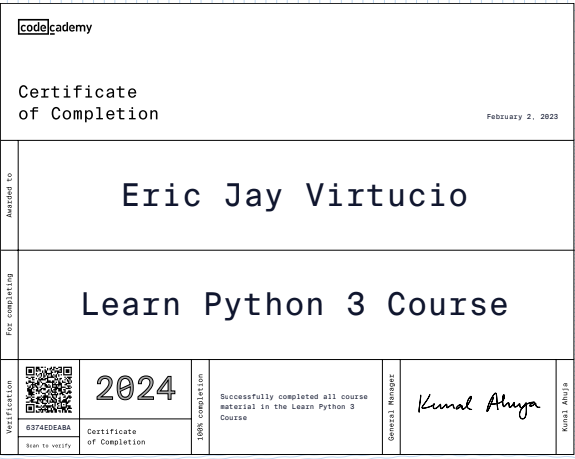 codecademy
Certificate
of Completion
February 2, 2023
Awarded to
Eric Jay Virtucio
For completing
Learn Python 3 Course
Verification
6374EDEABA
Scan to verify
2024
Certificate
of Completion
100% completion
Successfully completed all course
material in the Learn Python 3
Course
General Manager
Kunal Ahuja
Kunal Ahuja